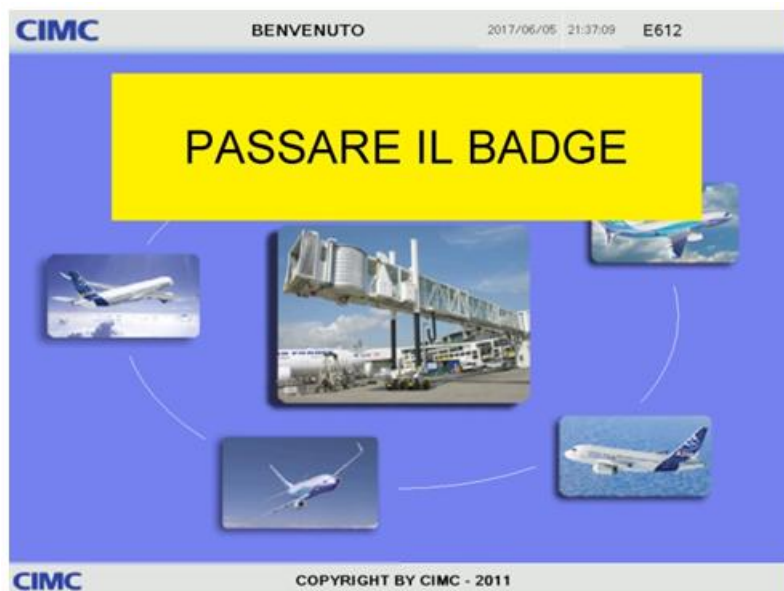 CIMC
BENVENUTO
2017/06/05 21:37:09
E612
PASSARE IL BADGE
CIMC
COPYRIGHT BY CIMC - 2011